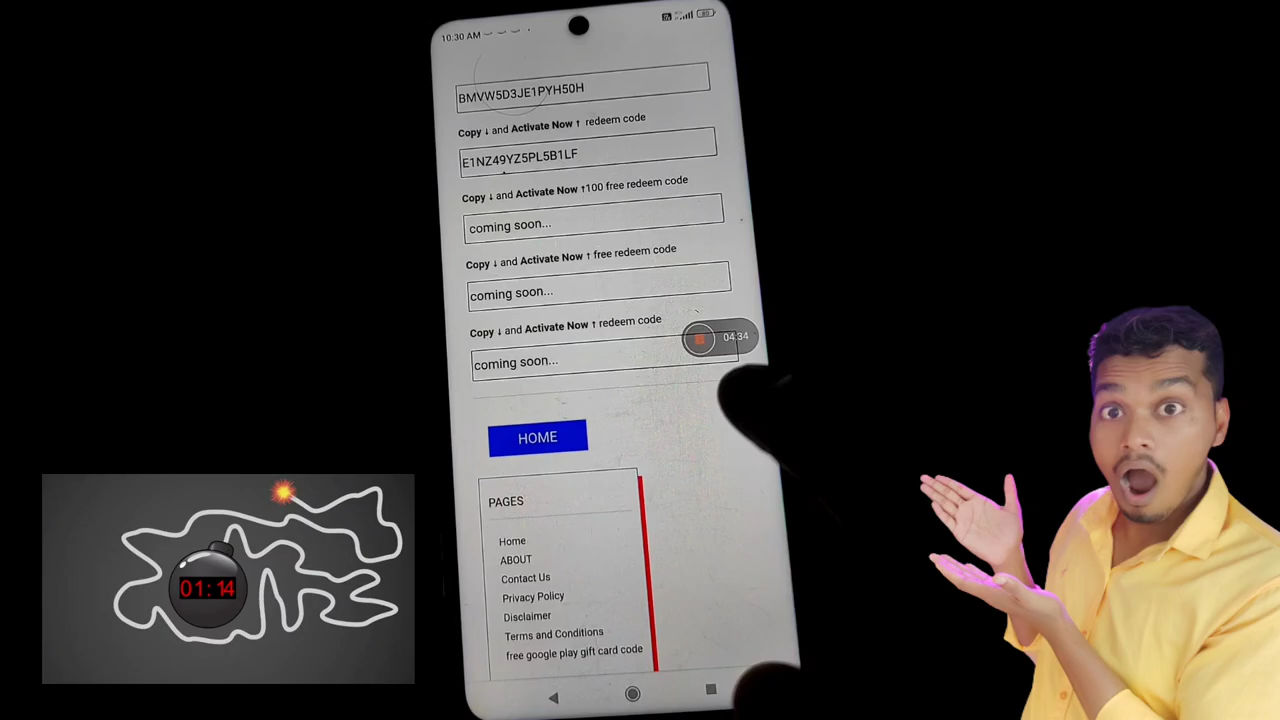 10:30 AM
80
BMVW5D3JE1PYH50H
Copy ↓ and Activate Now ↑ redeem code
E1NZ49YZ5PL5B1LF
Copy ↓ and Activate Now ↑100 free redeem code
coming soon...
Copy ↓ and Activate Now ↑ free redeem code
coming soon...
Copy ↓ and Activate Now ↑ redeem code
04:34
coming soon...
HOME
PAGES
Home
ABOUT
Contact Us
Privacy Policy
Disclaimer
Terms and Conditions
free google play gift card code
01:14